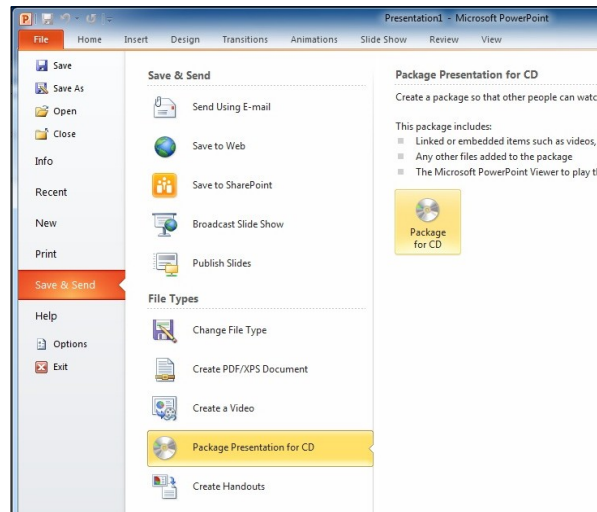 Presentation1 - Microsoft PowerPoint
File Home Insert Design Transitions Animations Slide Show Review View
Save
Save As
Open
Close
Info
Recent
New
Print
Save & Send
Help
Options
Exit
Save & Send
Send Using E-mail
Save to Web
Save to SharePoint
Broadcast Slide Show
Publish Slides
File Types
Change File Type
Create PDF/XPS Document
Create a Video
Package Presentation for CD
Create Handouts
Package Presentation for CD
Create a package so that other people can watc
This package includes:
Linked or embedded items such as videos,
Any other files added to the package
The Microsoft PowerPoint Viewer to play t
Package
for CD